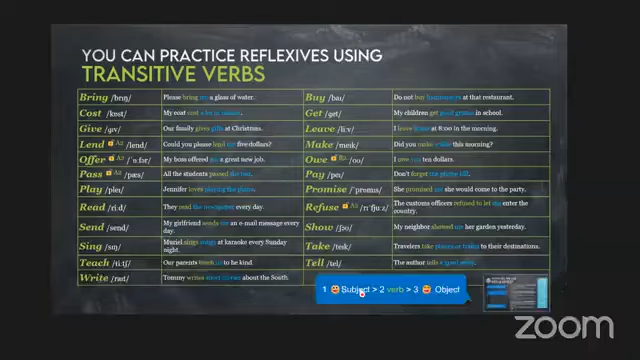 YOU CAN PRACTICE REFLEXIVES USING
TRANSITIVE VERBS
Bring /brɪŋ/ Please bring me a glass of water.
Buy /baɪ/ Do not buy hamburgers at that restaurant.
Cost /kɒst/ My coat cost a lot of money.
Get /ɡet/ My children get good grades in school.
Give /ɡɪv/ Our family gives gifts at Christmas.
Leave /liːv/ I leave home at 8:00 in the morning.
Lend A2 /lend/ Could you please lend me five dollars?
Make /meɪk/ Did you make coffee this morning?
Offer A2 /ˈɒf.ər/ My boss offered me a great new job.
Owe B2 /oʊ/ I owe you ten dollars.
Pass A2 /pæs/ All the students passed the test.
Pay /peɪ/ Don't forget the phone bill.
Play /pleɪ/ Jennifer loves playing the piano.
Promise /ˈprɒmɪs/ She promised me she would come to the party.
Read /riːd/ They read the newspaper every day.
Refuse /rɪˈfjuːz/ The customs officers refused to let enter the
country.
Send /send/ My girlfriend sends me an e-mail message every
day.
Show /ʃoʊ/ My neighbor showed me her garden yesterday.
Sing /sɪŋ/ Muriel sings songs at karaoke every Sunday
night.
Take /teɪk/ Travelers take planes or trains to their destinations.
Teach /tiːtʃ/ Our parents teach us to be kind.
Tell /tel/ The author tells a good story.
Write /raɪt/ Tommy writes short stories about the South.
1 Subject > 2 verb > 3 Object
zoom